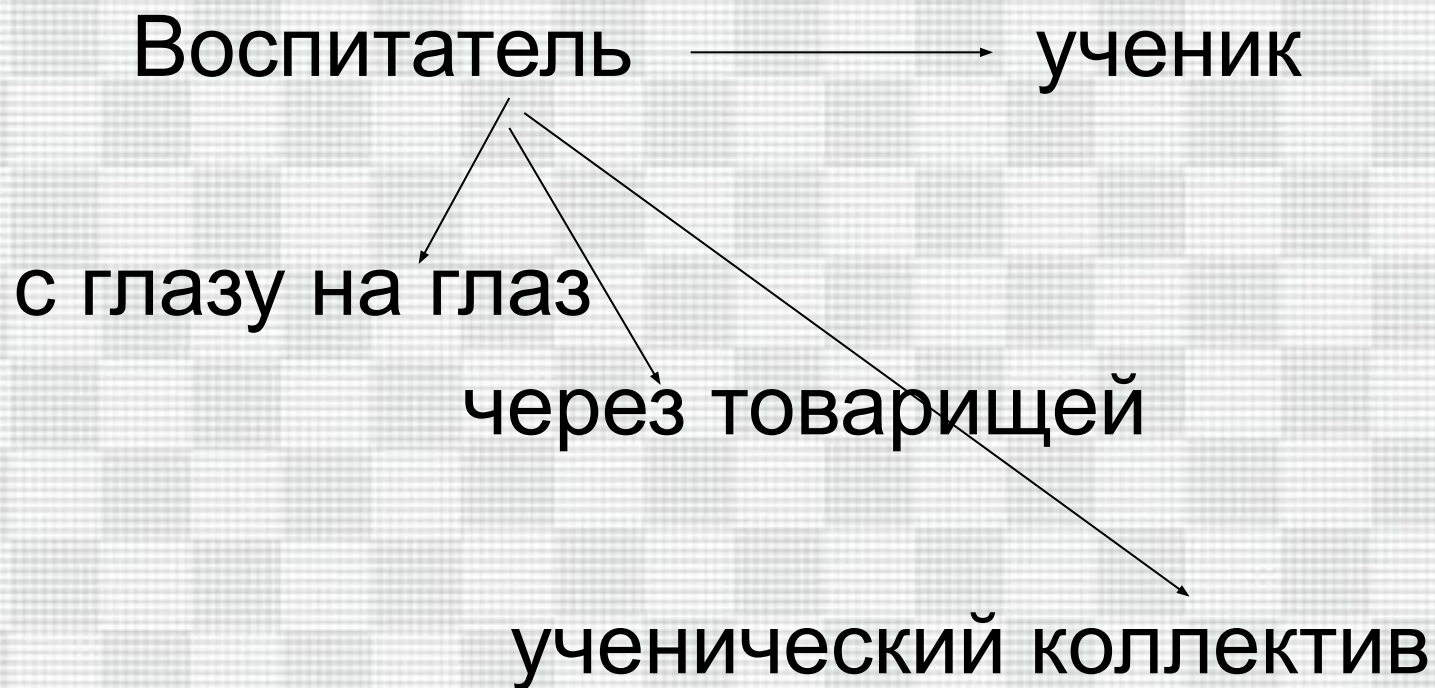 Воспитатель ученик
с глазу на глаз
через товарищей
ученический коллектив